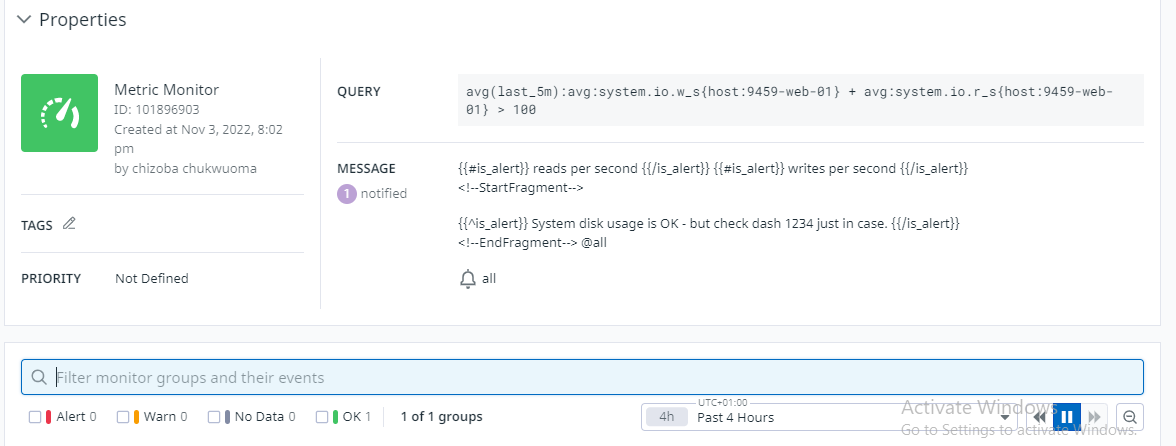 Properties
Metric Monitor
ID: 101896903
Created at Nov 3, 2022, 8:02
pm
by chizoba chukwuoma
TAGS
PRIORITY Not Defined
QUERY
avg(last_5m):avg:system.io.w_s{host:9459-web-01} + avg:system.io.r_s{host:9459-web-
01} > 100
MESSAGE
1 notified
{{#is_alert}} reads per second {{/is_alert}} {{#is_alert}} writes per second {{/is_alert}}
<!--StartFragment-->
{{^is_alert}} System disk usage is OK - but check dash 1234 just in case. {{/is_alert}}
<!--EndFragment--> @all
all
Filter monitor groups and their events
Alert 0 Warn 0 No Data 0 OK 1 1 of 1 groups
UTC+01:00
4h Past 4 Hours
Activate Windows
Go to Settings to activate Windows.